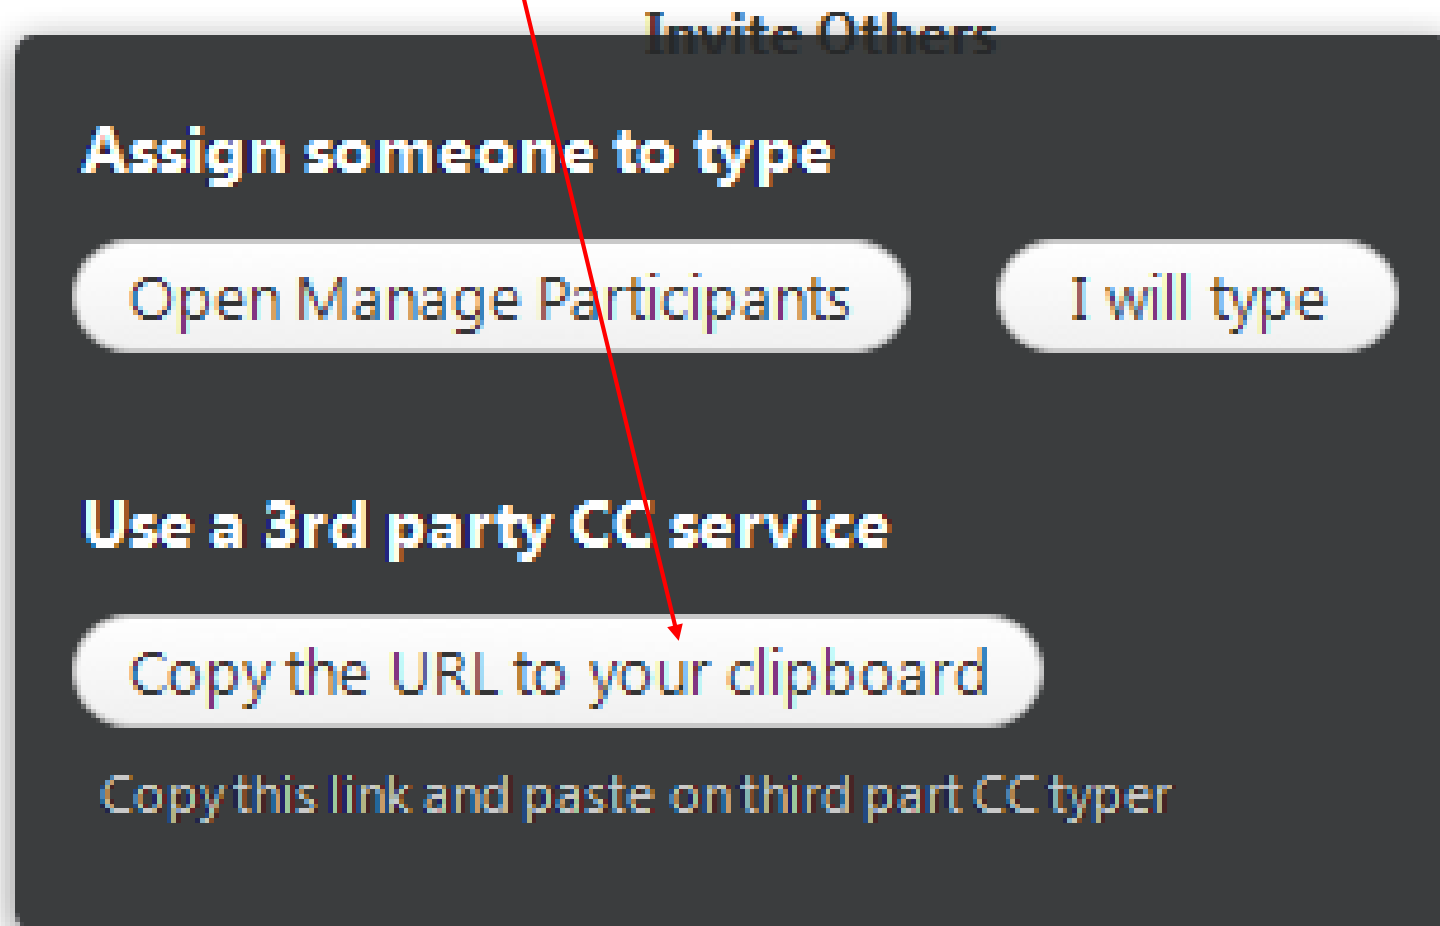 Invite Others
Assign someone to type
Open Manage Participants
I will type
Use a 3rd party CC service
Copy the URL to your clipboard
Copy this link and paste on third part CC typer